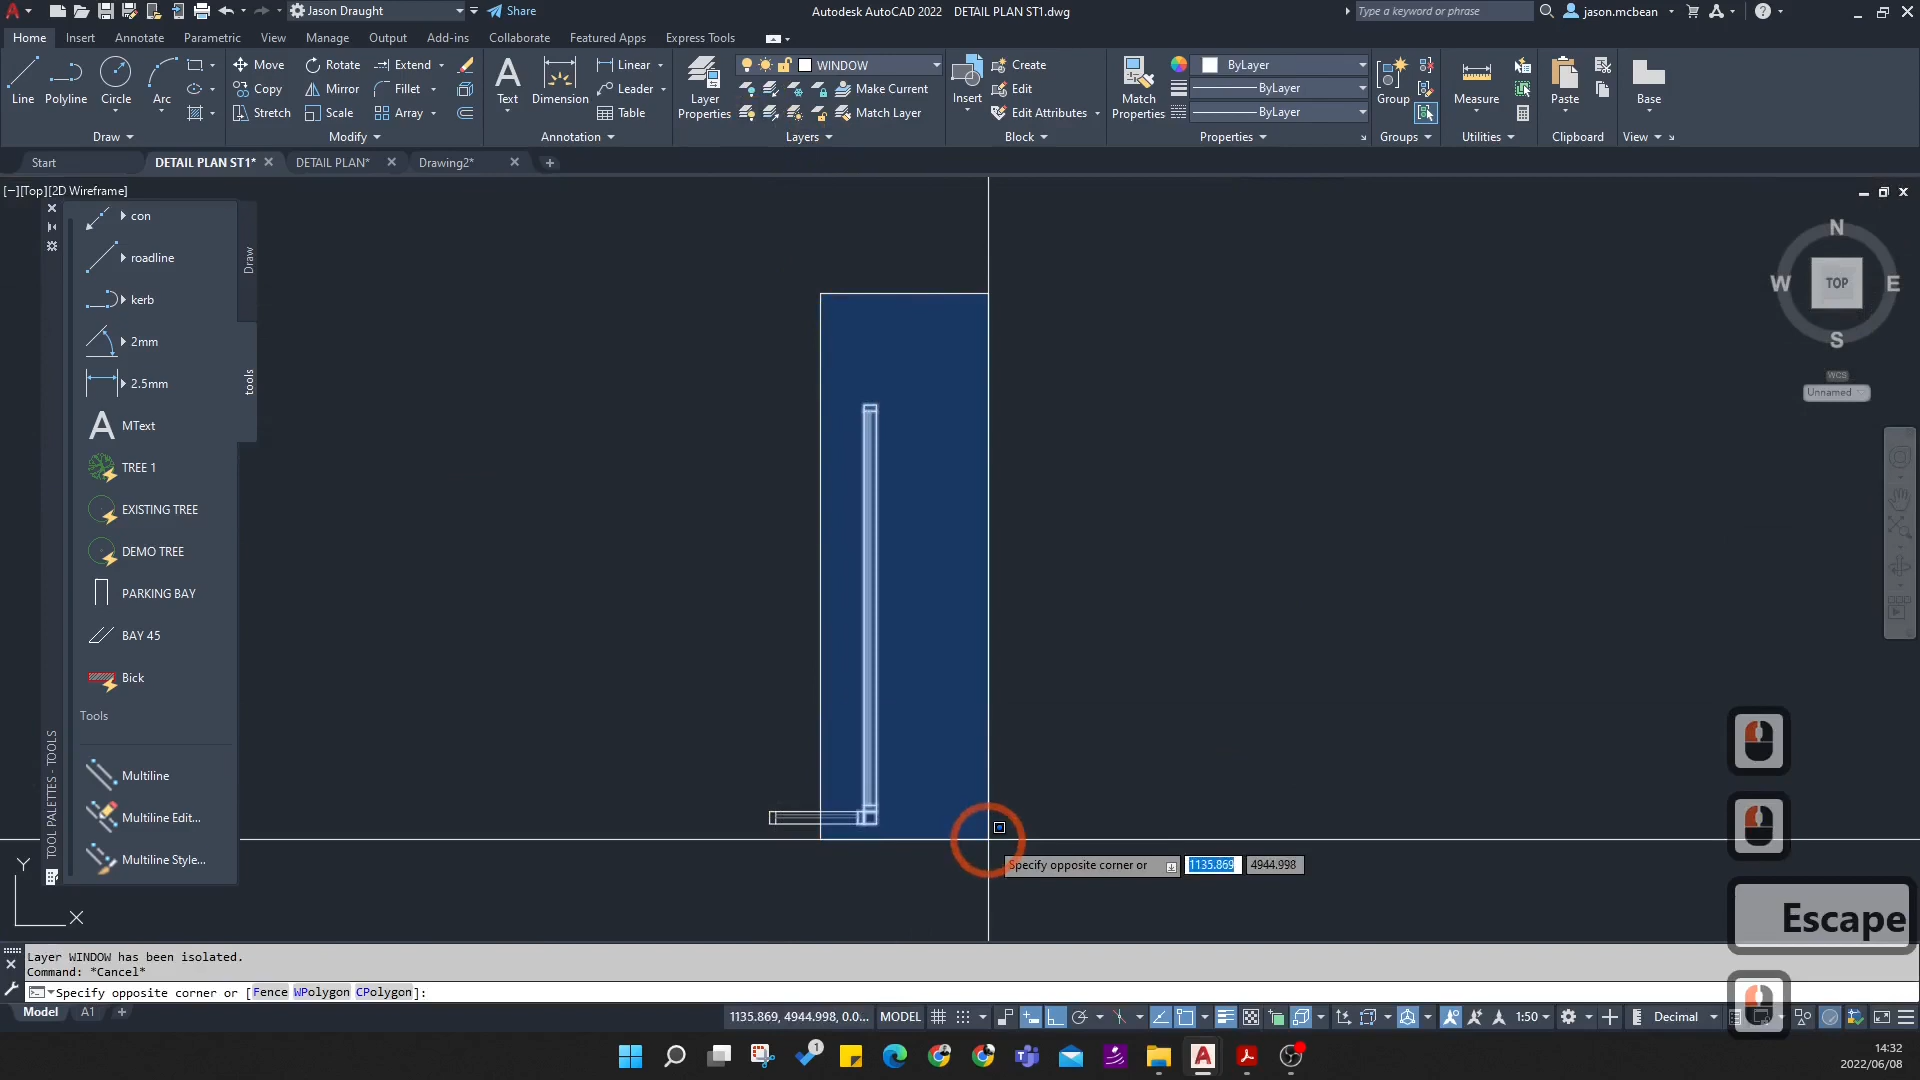 Jason Draught
Share
Autodesk AutoCAD 2022 DETAIL PLAN ST1.dwg
Type a keyword or phrase
jason.mcbean
Home Insert Annotate Parametric View Manage Output Add-ins Collaborate Featured Apps Express Tools
Line Polyline Circle Arc
Move Rotate Extend
Copy Mirror Fillet
Stretch Scale Array
Text Dimension
Linear
Leader
Table
Layer Properties
WINDOW
Make Current
Match Layer
Insert
Create
Edit
Edit Attributes
Match Properties
ByLayer
ByLayer
ByLayer
Group Measure Paste Base
Draw Modify Annotation Layers Block Properties Groups Utilities Clipboard View
Start DETAIL PLAN ST1* DETAIL PLAN* Drawing2*
[−][Top][2D Wireframe]
con
roadline
kerb
2mm
2.5mm
MText
TREE 1
EXISTING TREE
DEMO TREE
PARKING BAY
BAY 45
Bick
Tools
Multiline
Multiline Edit...
Multiline Style...
Draw
tools
TOOL PALETTES - TOOLS
N
W TOP E
S
WCS
Unnamed
Specify opposite corner or 1135.869 4944.998
Y
X
Escape
Layer WINDOW has been isolated.
Command: *Cancel*
Specify opposite corner or [Fence WPolygon CPolygon]:
Model A1
1135.869, 4944.998, 0.0... MODEL 1:50 Decimal
1
14:32
2022/06/08